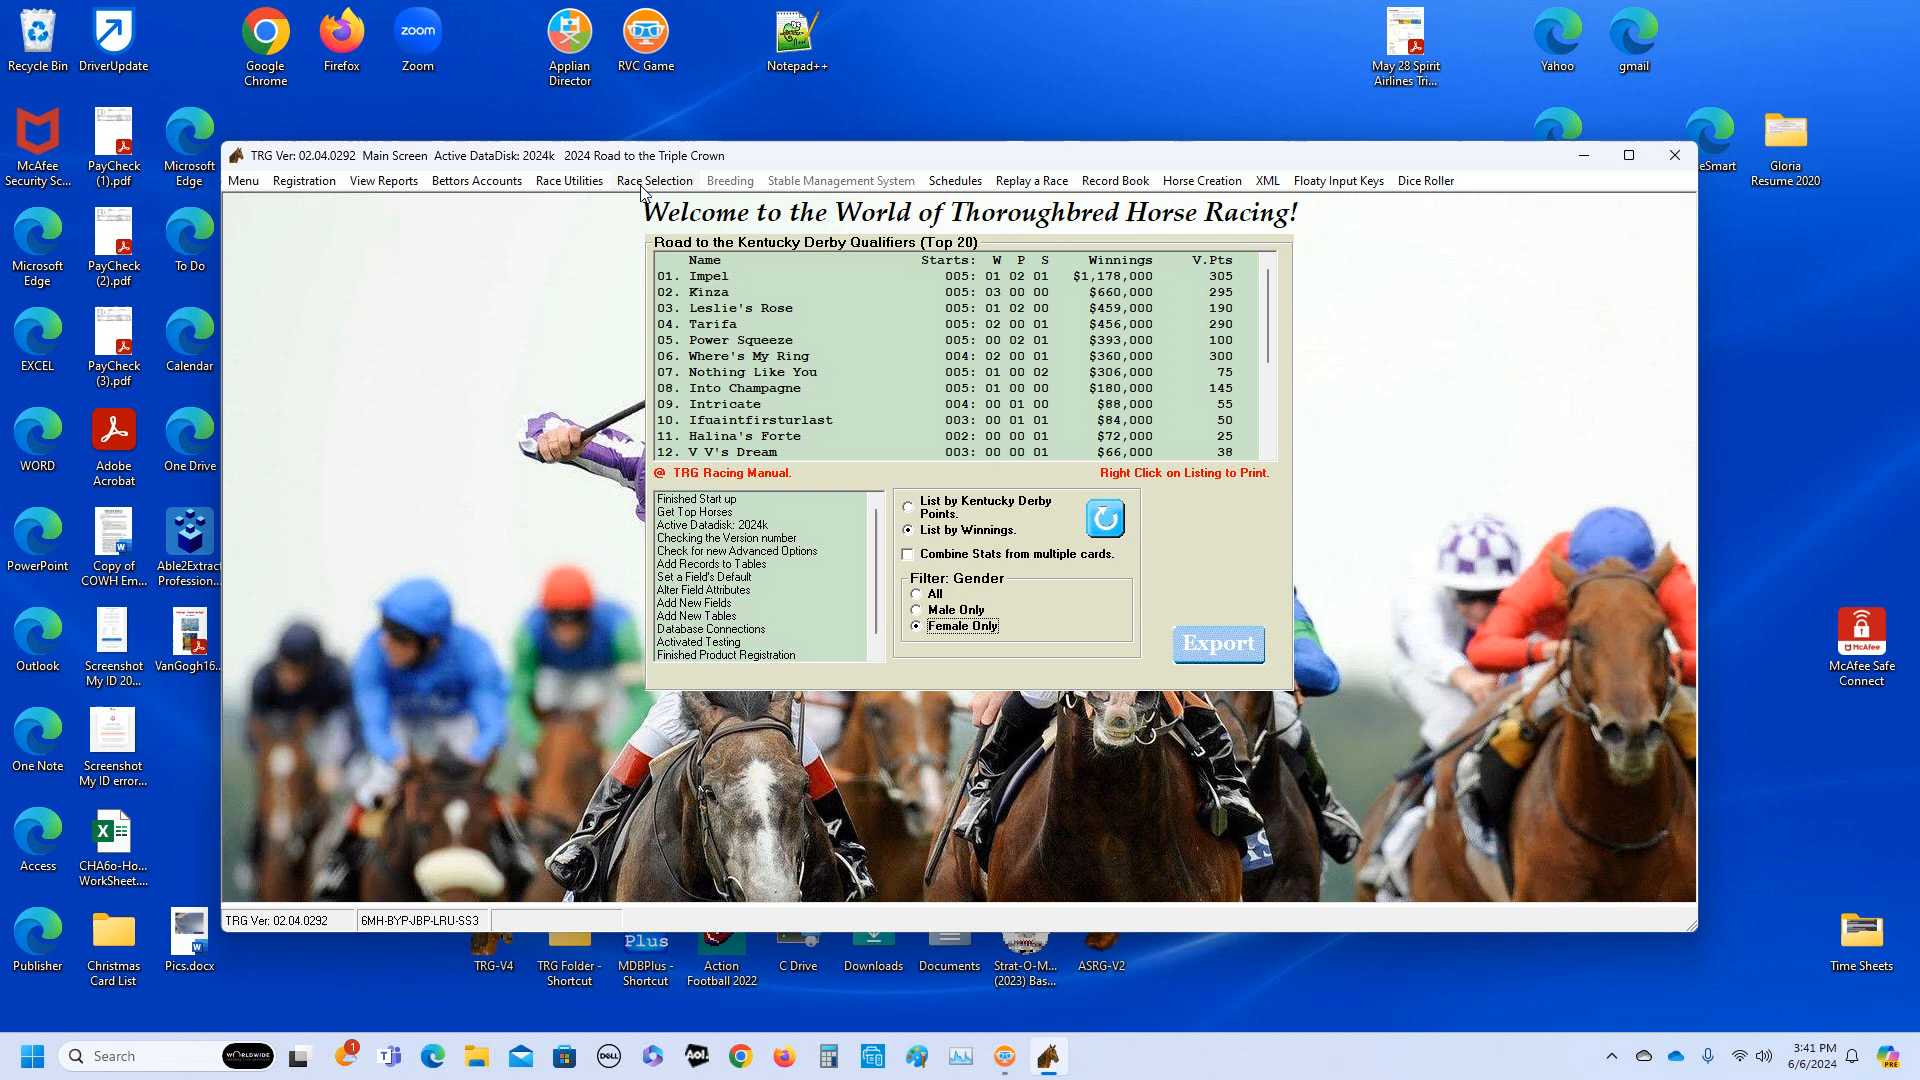 Recycle Bin
DriverUpdate
Google Chrome
Firefox
zoom
Zoom
Applian Director
RVC Game
Notepad++
May 28 Spirit Airlines Tri...
Yahoo
gmail
McAfee Security Sc...
PayCheck (1).pdf
Microsoft Edge
eSmart
Gloria Resume 2020
TRG Ver: 02.04.0292 Main Screen Active DataDisk: 2024k 2024 Road to the Triple Crown
Menu Registration View Reports Bettors Accounts Race Utilities Race Selection Breeding Stable Management System Schedules Replay a Race Record Book Horse Creation XML Floaty Input Keys Dice Roller
Welcome to the World of Thoroughbred Horse Racing!
Road to the Kentucky Derby Qualifiers (Top 20)
Name Starts: W P S Winnings V.Pts
01. Impel 005: 01 02 01 $1,178,000 305
02. Kinza 005: 03 00 00 $660,000 295
03. Leslie's Rose 005: 01 02 00 $459,000 190
04. Tarifa 005: 02 00 01 $456,000 290
05. Power Squeeze 005: 00 02 01 $393,000 100
06. Where's My Ring 004: 02 00 01 $360,000 300
07. Nothing Like You 005: 01 00 02 $306,000 75
08. Into Champagne 005: 01 00 00 $180,000 145
09. Intricate 004: 00 01 00 $88,000 55
10. Ifuaintfirsturlast 003: 00 01 01 $84,000 50
11. Halina's Forte 002: 00 00 01 $72,000 25
12. V V's Dream 003: 00 00 01 $66,000 38
@ TRG Racing Manual. Right Click on Listing to Print.
Finished Start up
Get Top Horses
Active Datadisk: 2024k
Checking the Version number
Check for new Advanced Options
Add Records to Tables
Set a Field's Default
Alter Field Attributes
Add New Fields
Add New Tables
Database Connections
Activated Testing
Finished Product Registration
List by Kentucky Derby Points.
List by Winnings.
Combine Stats from multiple cards.
Filter: Gender
All
Male Only
Female Only
Export
TRG Ver: 02.04.0292 6MH-BYP-JBP-LRU-SS3
Microsoft Edge
PayCheck (2).pdf
To Do
EXCEL
PayCheck (3).pdf
Calendar
WORD
Adobe Acrobat
One Drive
PowerPoint
Copy of COWH Em...
Able2Extract Profession...
Outlook
Screenshot My ID 20...
VanGogh16...
One Note
Screenshot My ID error...
Access
CHA6o-Ho... WorkSheet....
Publisher
Christmas Card List
Pics.docx
McAfee
McAfee Safe Connect
Time Sheets
TRG-V4
TRG Folder - Shortcut
Plus
MDBPlus - Shortcut
Action Football 2022
C Drive
Downloads
Documents
Strat-O-M... (2023) Bas...
ASRG-V2
Search
WORLDWIDE
1
DELL
Aol.
3:41 PM
6/6/2024
PRE